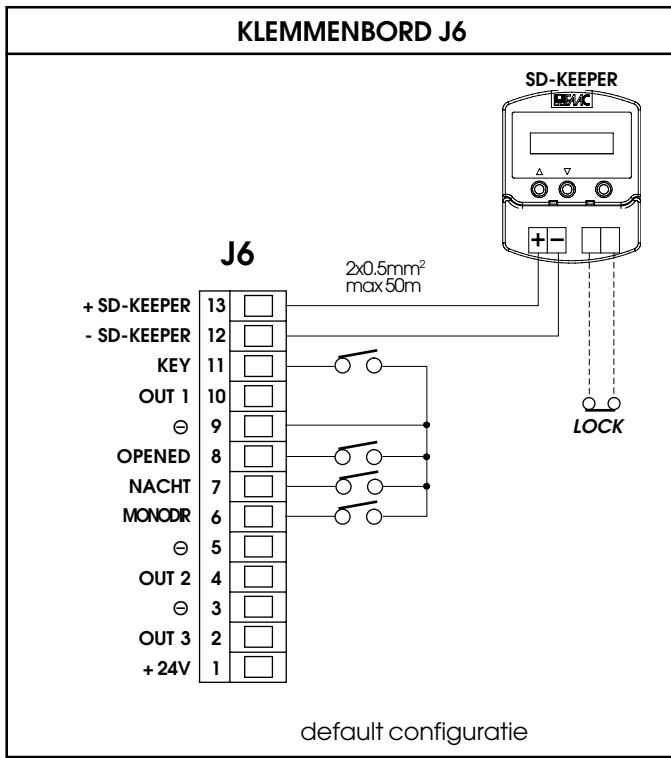 KLEMMENBORD J6
SD-KEEPER
FAAC
+ −
J6
2x0.5mm²
max 50m
+ SD-KEEPER 13
- SD-KEEPER 12
KEY 11
OUT 1 10
⊖ 9
OPENED 8
NACHT 7
MONODIR 6
⊖ 5
OUT 2 4
⊖ 3
OUT 3 2
+ 24V 1
LOCK
default configuratie